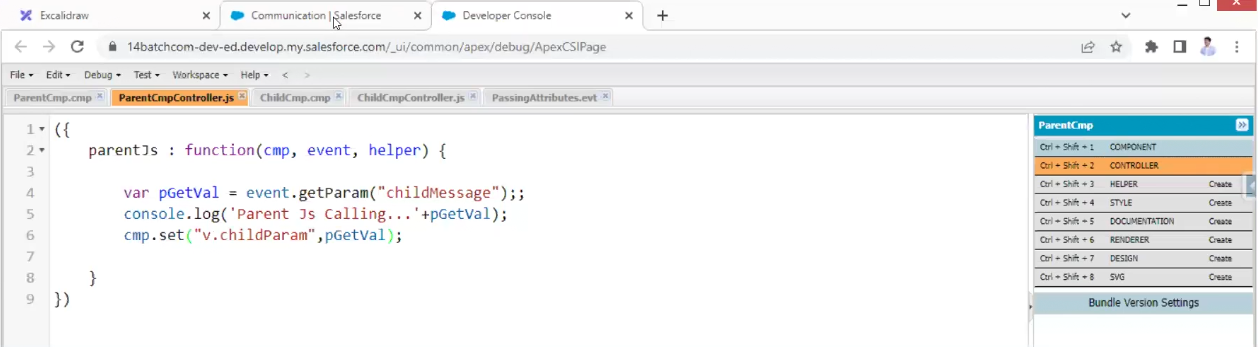 Excalidraw
Communication | Salesforce
Developer Console
14batchcom-dev-ed.develop.my.salesforce.com/_ui/common/apex/debug/ApexCSIPage
File Edit Debug Test Workspace Help < >
ParentCmp.cmp ParentCmpController.js ChildCmp.cmp ChildCmpController.js PassingAttributes.evt
1 ({
2 parentJs : function(cmp, event, helper) {
3
4 var pGetVal = event.getParam("childMessage");;
5 console.log('Parent Js Calling...'+pGetVal);
6 cmp.set("v.childParam",pGetVal);
7
8 }
9 })
ParentCmp
Ctrl + Shift + 1 COMPONENT
Ctrl + Shift + 2 CONTROLLER
Ctrl + Shift + 3 HELPER Create
Ctrl + Shift + 4 STYLE Create
Ctrl + Shift + 5 DOCUMENTATION Create
Ctrl + Shift + 6 RENDERER Create
Ctrl + Shift + 7 DESIGN Create
Ctrl + Shift + 8 SVG Create
Bundle Version Settings